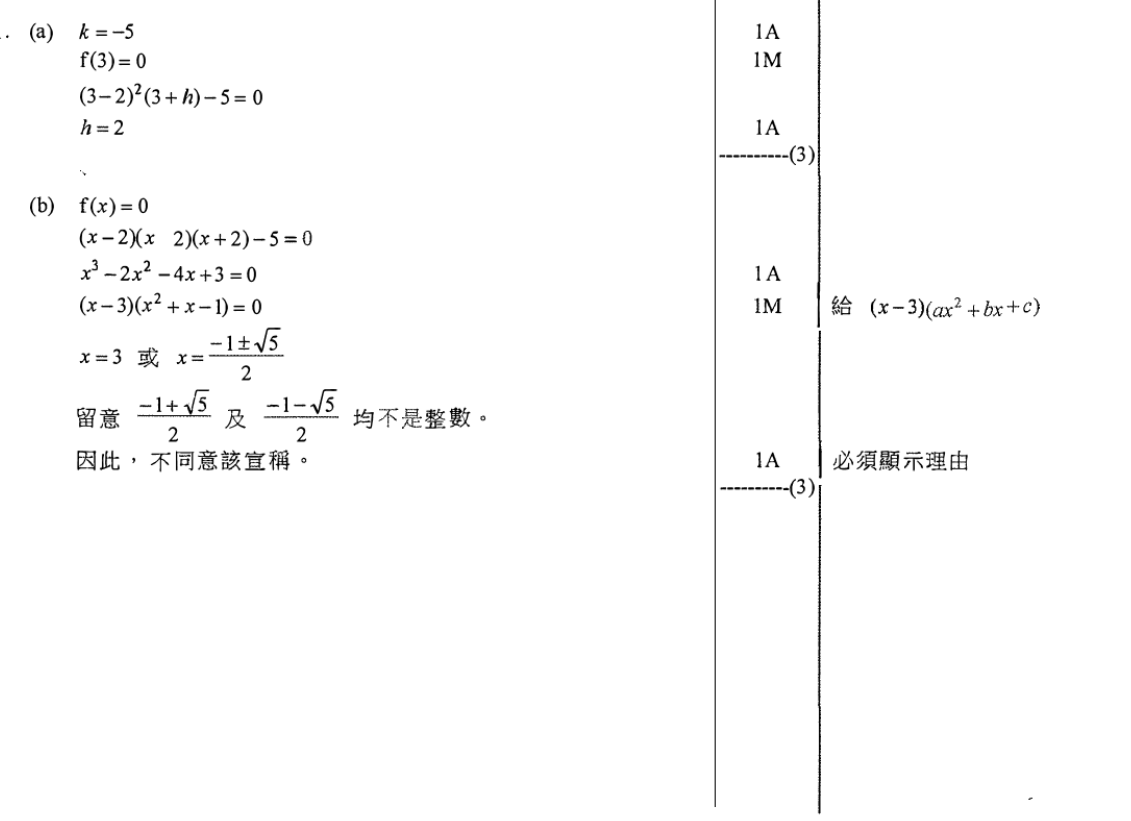 . (a) k = −5 1A
f(3) = 0 1M
(3−2)²(3+h)−5 = 0
h = 2 1A
----------(3)
(b) f(x) = 0
(x−2)(x 2)(x+2)−5 = 0
x³ − 2x² − 4x + 3 = 0 1A
(x−3)(x² + x −1) = 0 1M 給 (x−3)(ax² + bx + c)
x = 3 或 x = (−1±√5)/2
留意 (−1+√5)/2 及 (−1−√5)/2 均不是整數。
因此,不同意該宣稱。 1A 必須顯示理由
----------(3)